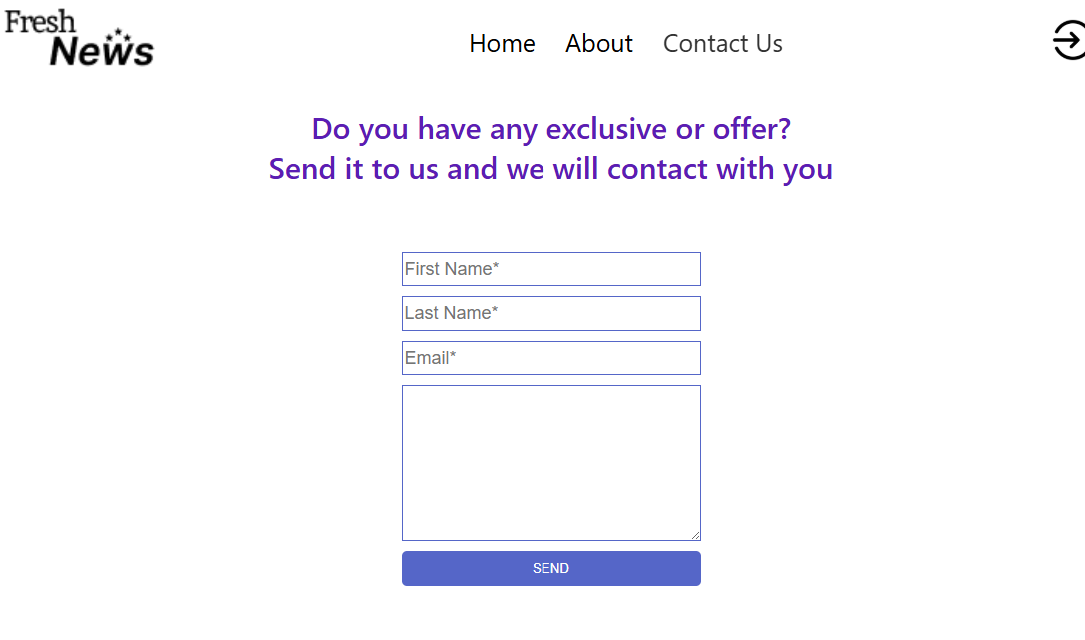 Fresh
News
Home About Contact Us
Do you have any exclusive or offer?
Send it to us and we will contact with you
First Name*
Last Name*
Email*
SEND